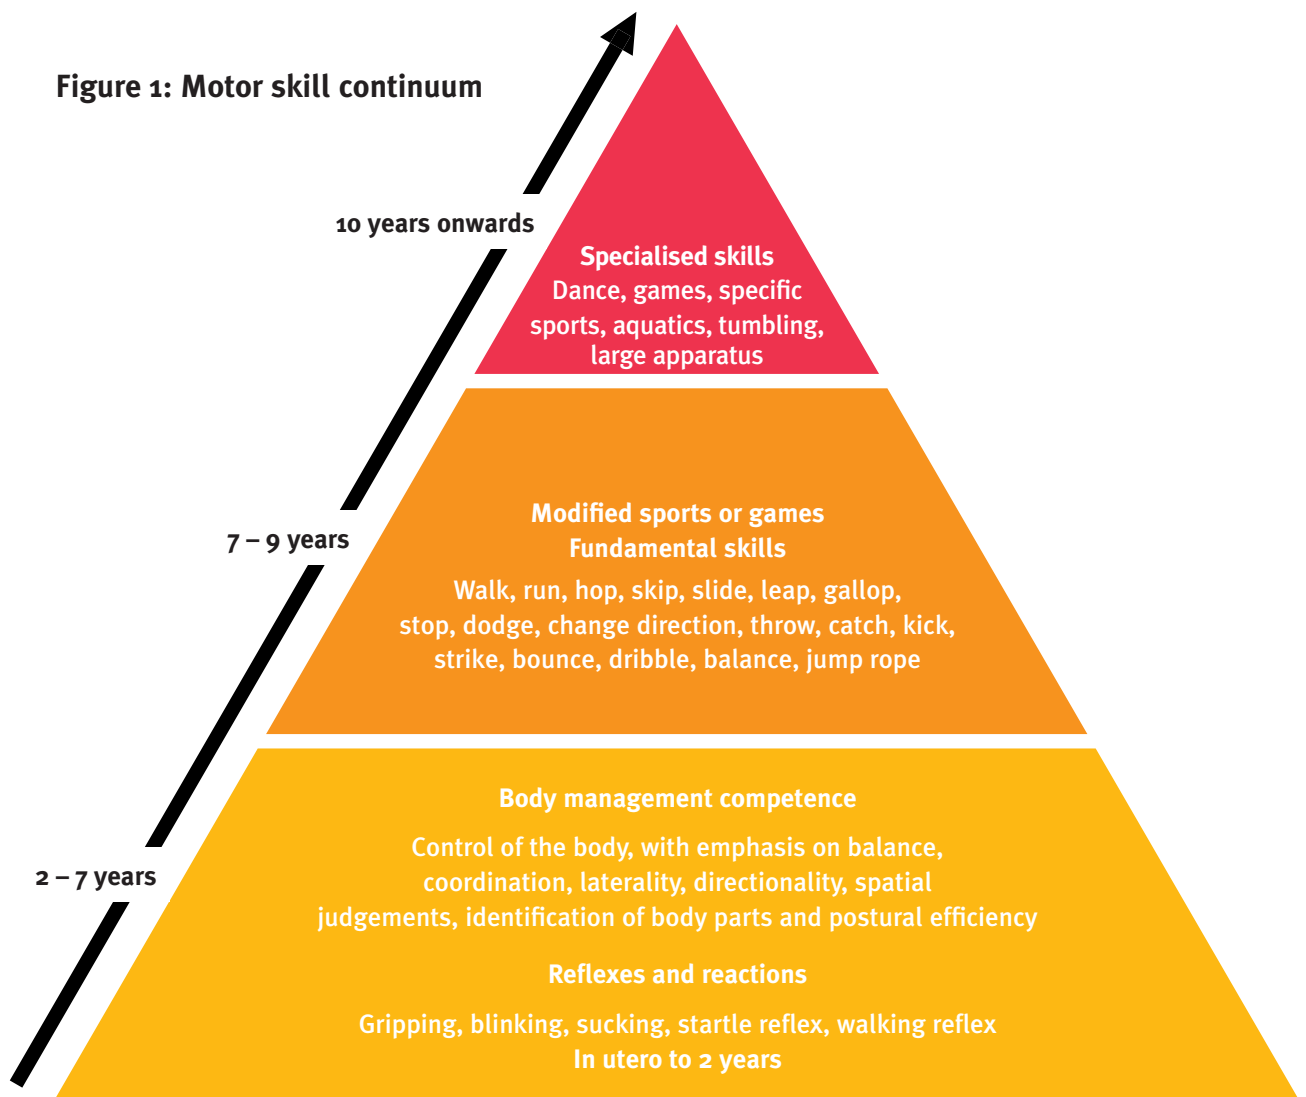 Figure 1: Motor skill continuum
10 years onwards
Specialised skills
Dance, games, specific
sports, aquatics, tumbling,
large apparatus
7 – 9 years
Modified sports or games
Fundamental skills
Walk, run, hop, skip, slide, leap, gallop,
stop, dodge, change direction, throw, catch, kick,
strike, bounce, dribble, balance, jump rope
2 – 7 years
Body management competence
Control of the body, with emphasis on balance,
coordination, laterality, directionality, spatial
judgements, identification of body parts and postural efficiency
Reflexes and reactions
Gripping, blinking, sucking, startle reflex, walking reflex
In utero to 2 years